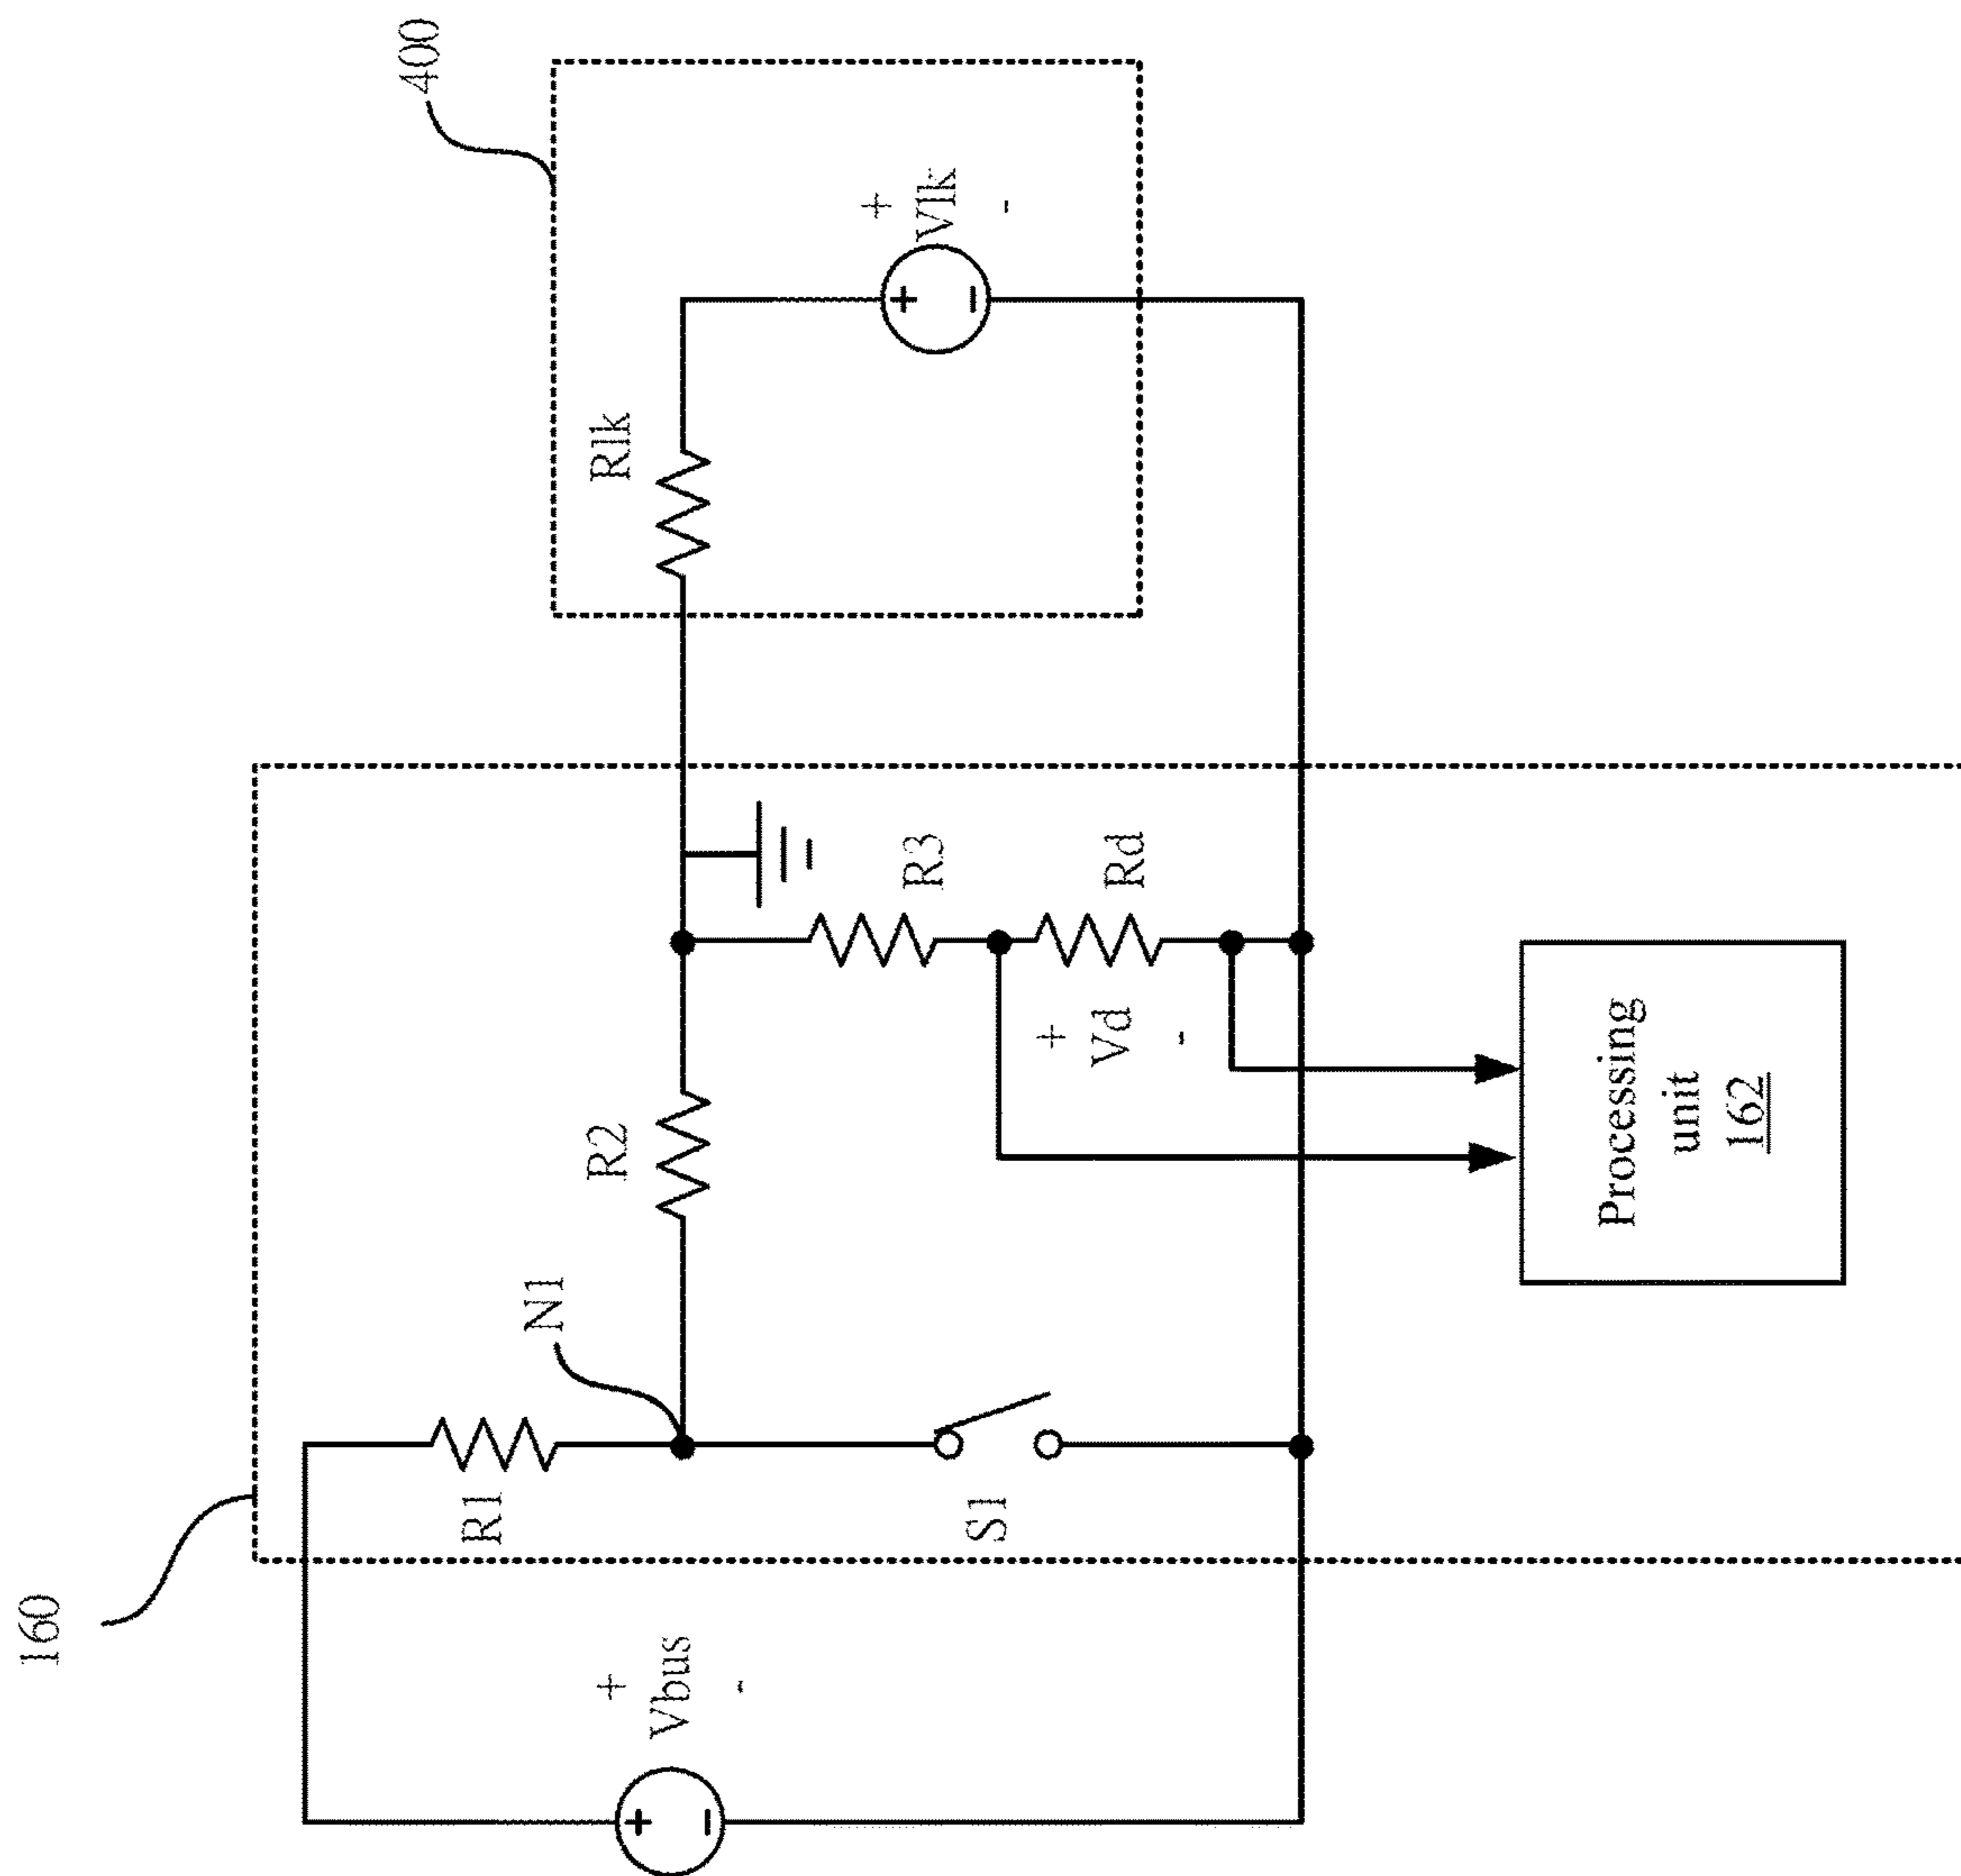 160
400
N1
R1
R2
Rlk
+
Vbus
-
S1
R3
+
Vd
-
Rd
+
Vlk
-
+
-
+
-
Processing
unit
162